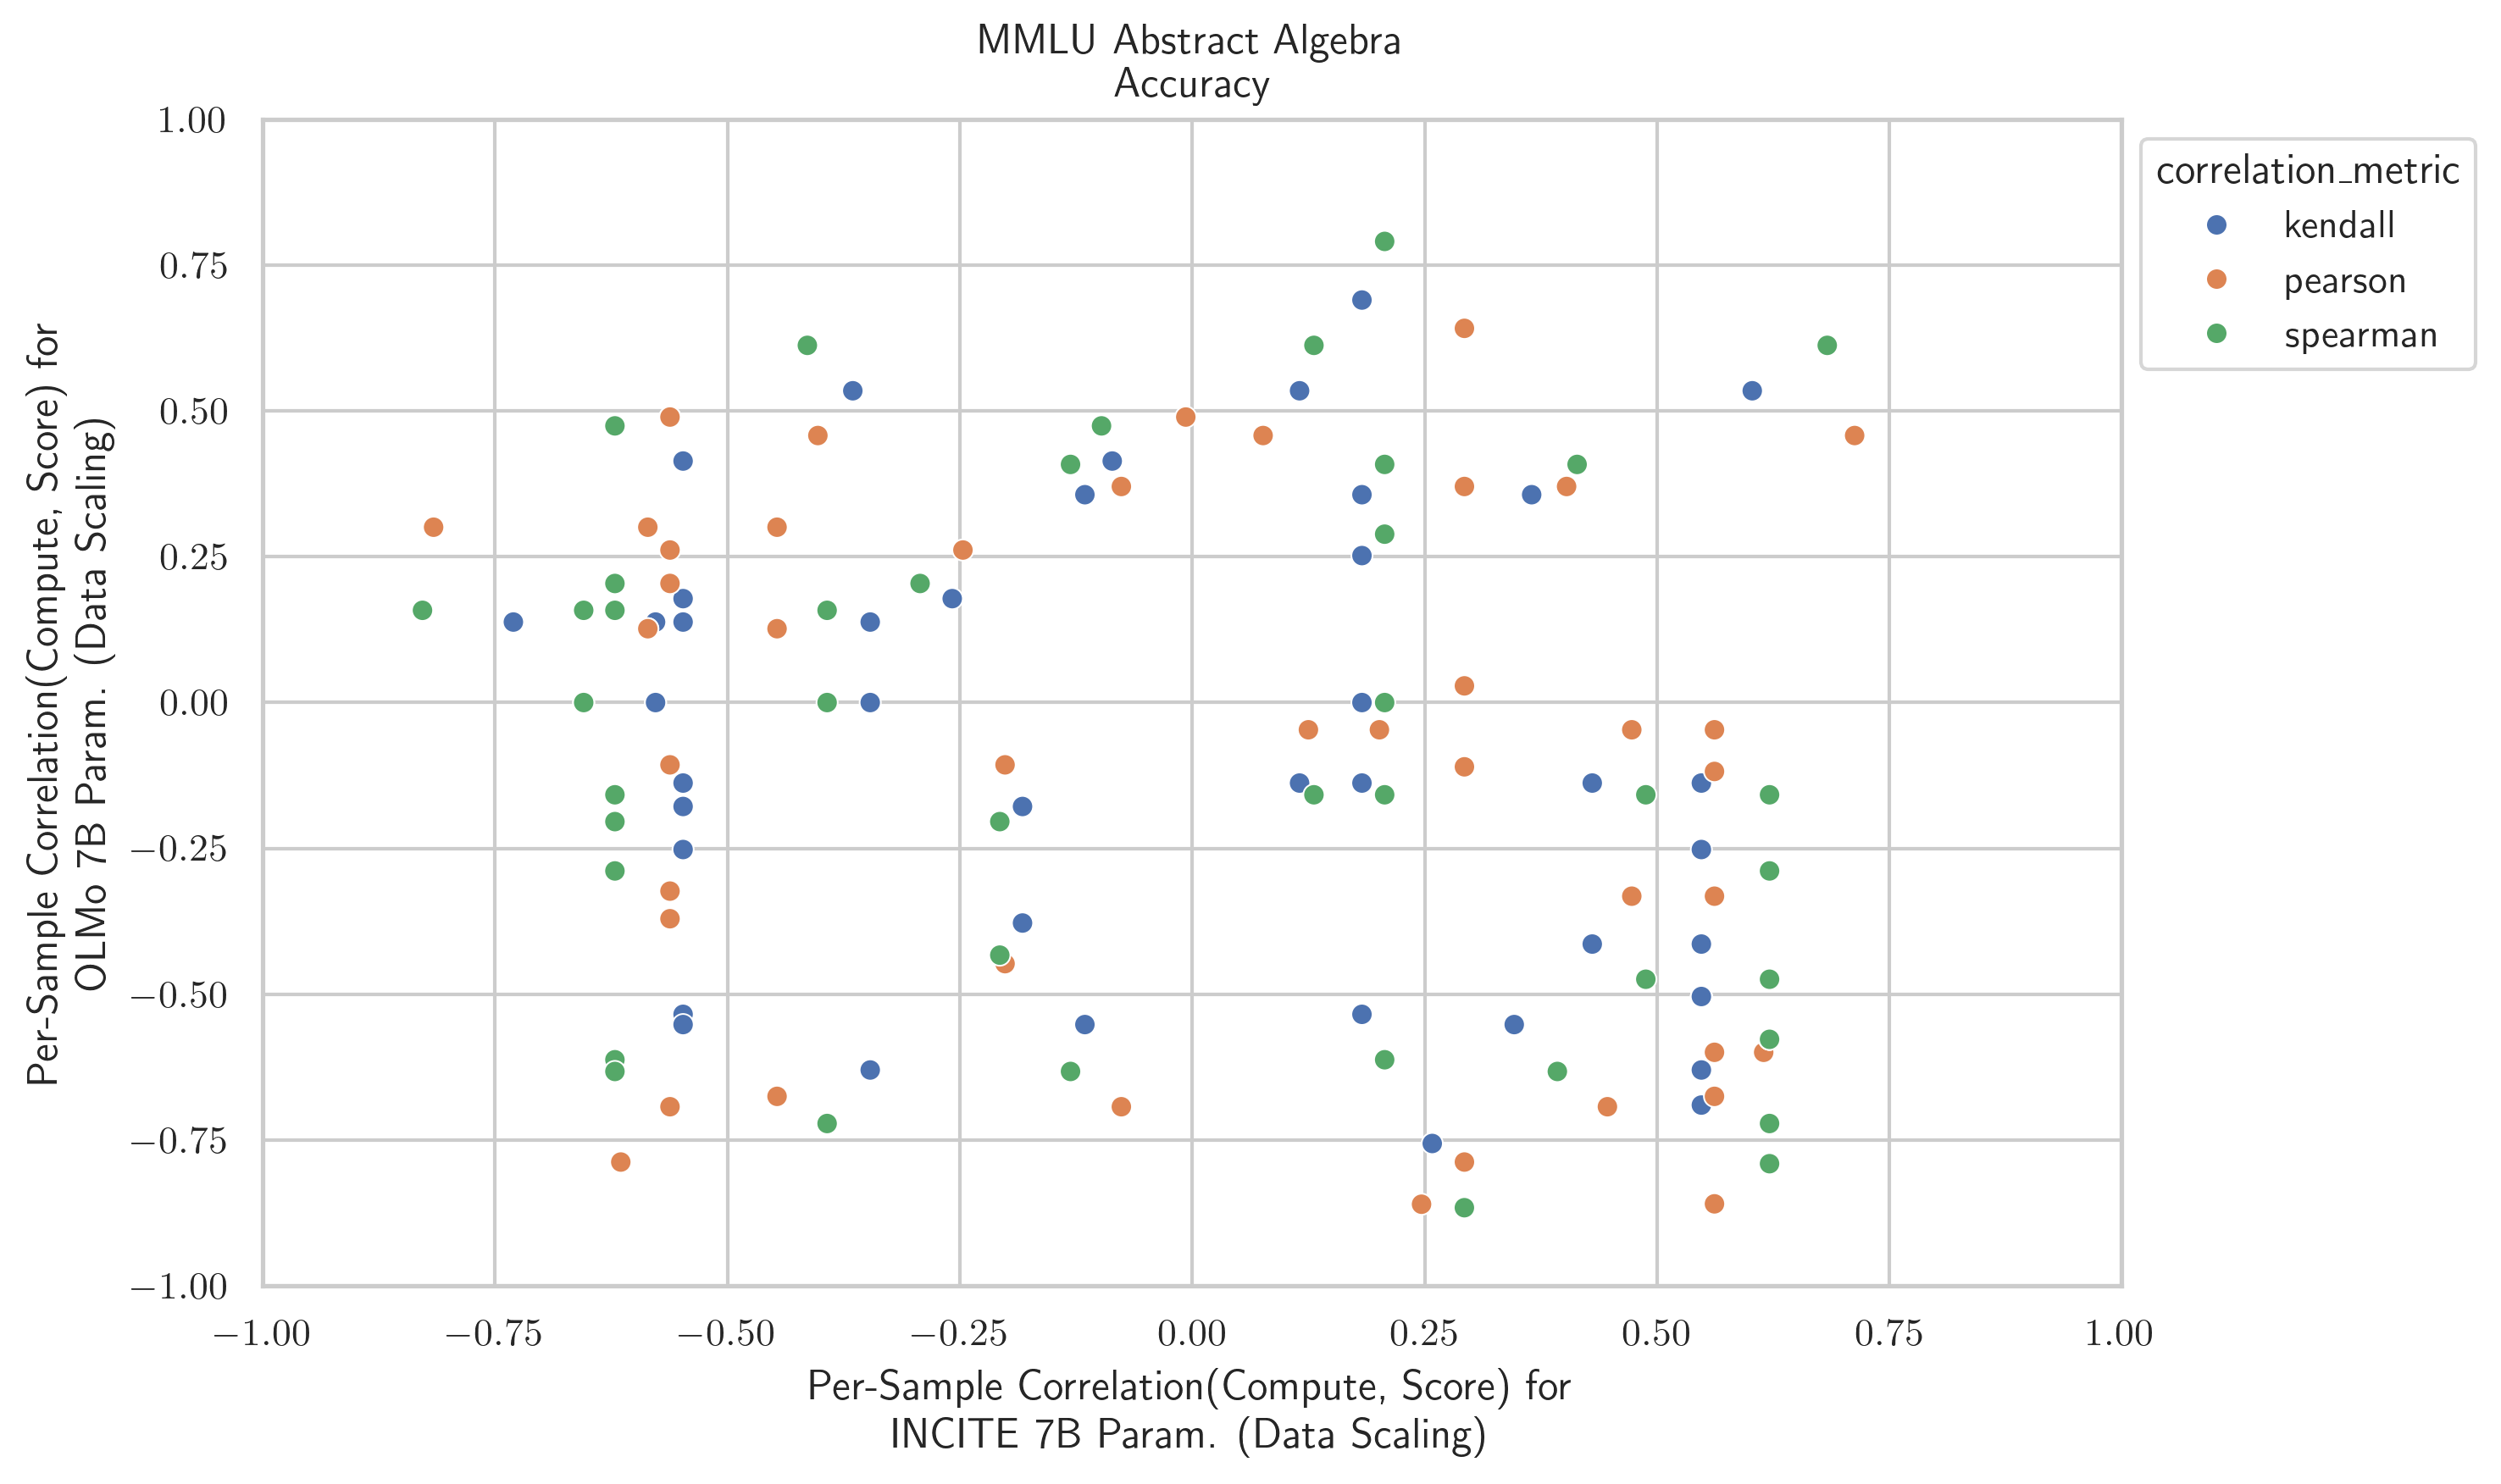 MMLU Abstract Algebra
Accuracy
Per-Sample Correlation(Compute, Score) for
OLMo 7B Param. (Data Scaling)
1.00
0.75
0.50
0.25
0.00
−0.25
−0.50
−0.75
−1.00
−1.00 −0.75 −0.50 −0.25 0.00 0.25 0.50 0.75 1.00
Per-Sample Correlation(Compute, Score) for
INCITE 7B Param. (Data Scaling)
correlation_metric
kendall
pearson
spearman